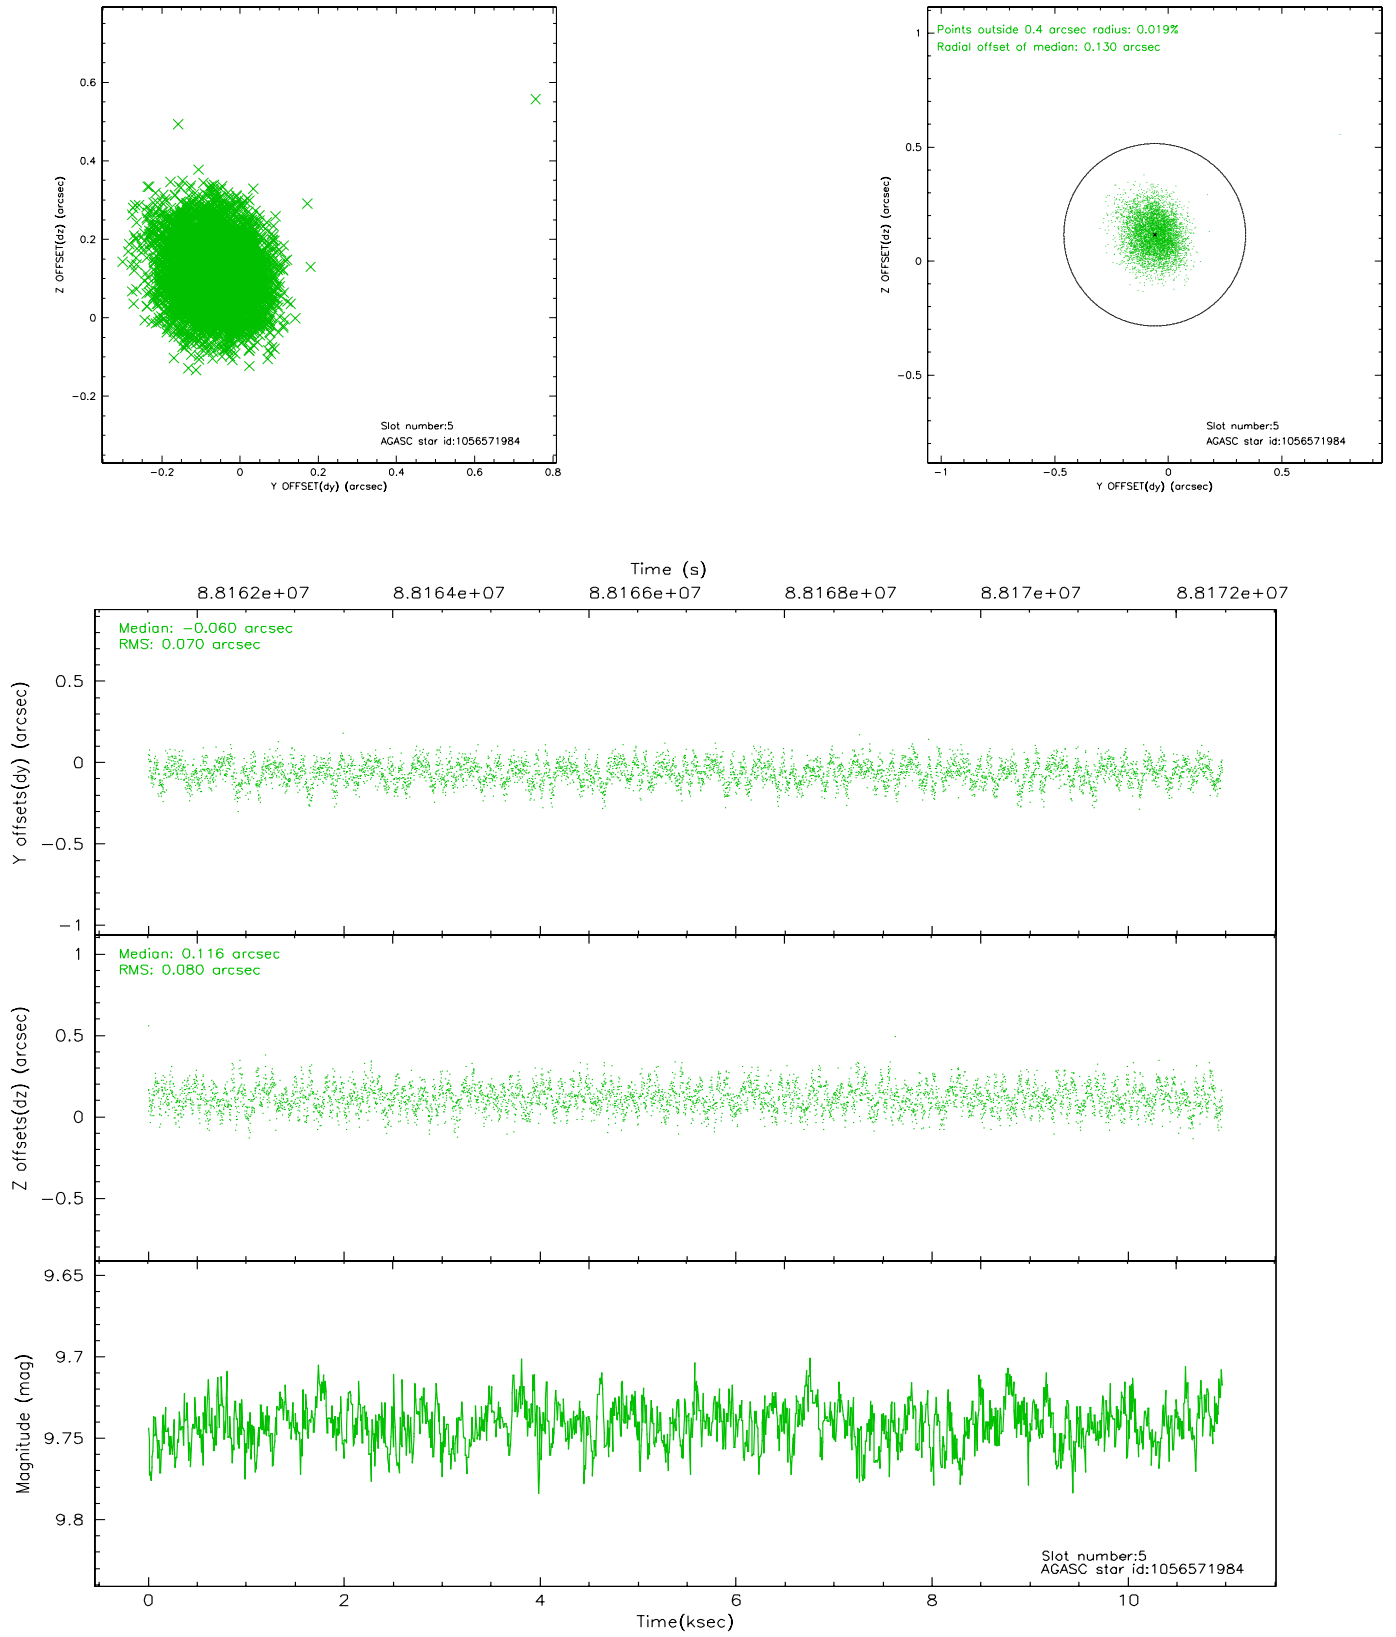 0.6
0.4
0.2
0
−0.2
Z OFFSET(dz) (arcsec)
Slot number:5
AGASC star id:1056571984
−0.2 0 0.2 0.4 0.6 0.8
Y OFFSET(dy) (arcsec)
Points outside 0.4 arcsec radius: 0.019%
Radial offset of median: 0.130 arcsec
1
0.5
0
−0.5
Z OFFSET(dz) (arcsec)
Slot number:5
AGASC star id:1056571984
−1 −0.5 0 0.5
Y OFFSET(dy) (arcsec)
Time (s)
8.8162e+07 8.8164e+07 8.8166e+07 8.8168e+07 8.817e+07 8.8172e+07
Median: −0.060 arcsec
RMS: 0.070 arcsec
0.5
0
−0.5
−1
Y offsets(dy) (arcsec)
Median: 0.116 arcsec
RMS: 0.080 arcsec
1
0.5
0
−0.5
Z offsets(dz) (arcsec)
9.65
9.7
9.75
9.8
Magnitude (mag)
Slot number:5
AGASC star id:1056571984
0 2 4 6 8 10
Time(ksec)